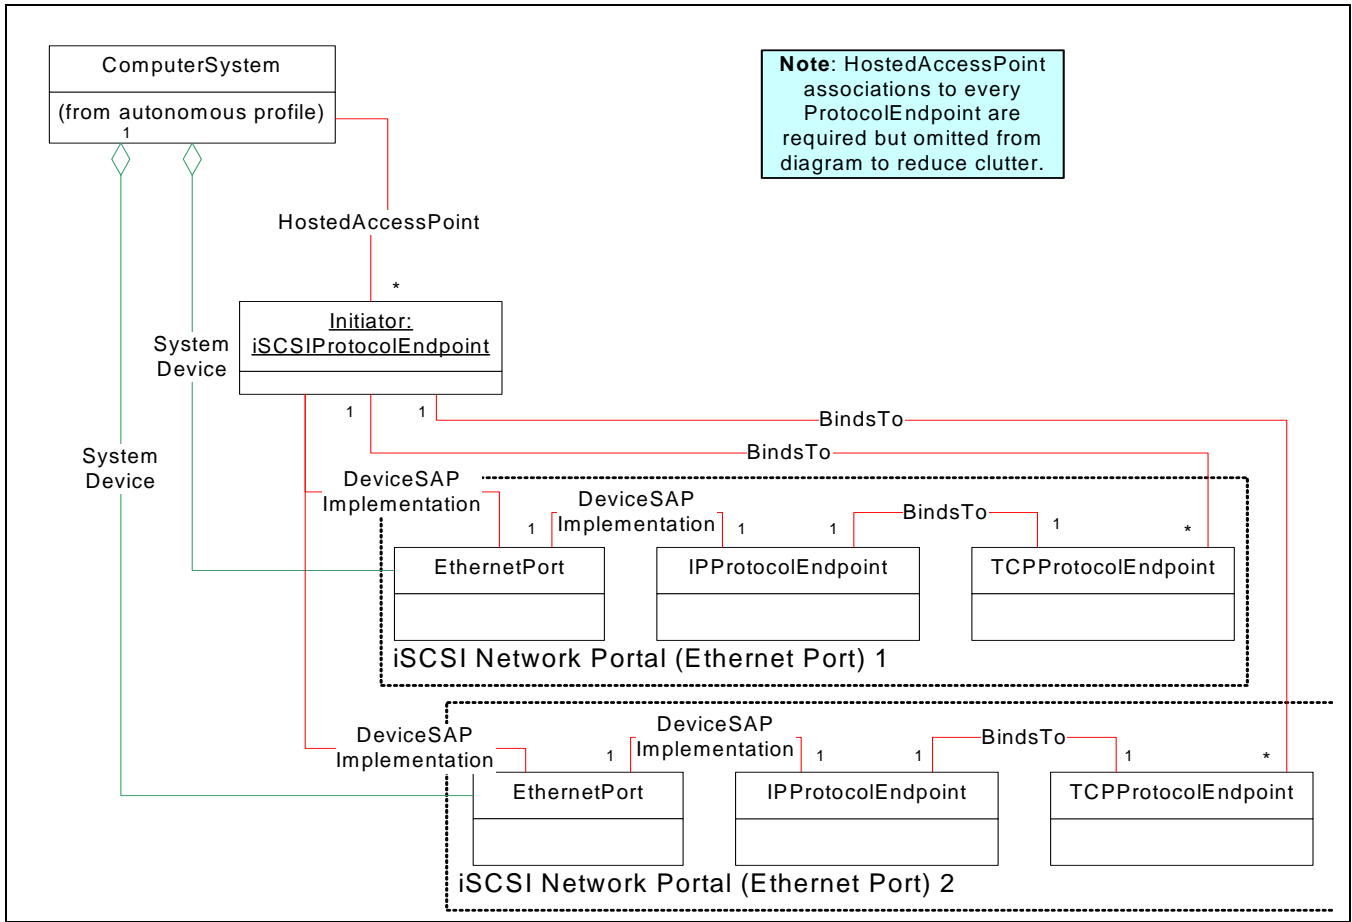 ComputerSystem
(from autonomous profile)
1
Note: HostedAccessPoint
associations to every
ProtocolEndpoint are
required but omitted from
diagram to reduce clutter.
HostedAccessPoint
*
Initiator:
iSCSIProtocolEndpoint
System
Device
1
1
BindsTo
System
Device
BindsTo
DeviceSAP
Implementation
DeviceSAP
Implementation
BindsTo
1
1
1
1
*
EthernetPort
IPProtocolEndpoint
TCPProtocolEndpoint
iSCSI Network Portal (Ethernet Port) 1
DeviceSAP
Implementation
DeviceSAP
Implementation
BindsTo
1
1
1
1
*
EthernetPort
IPProtocolEndpoint
TCPProtocolEndpoint
iSCSI Network Portal (Ethernet Port) 2